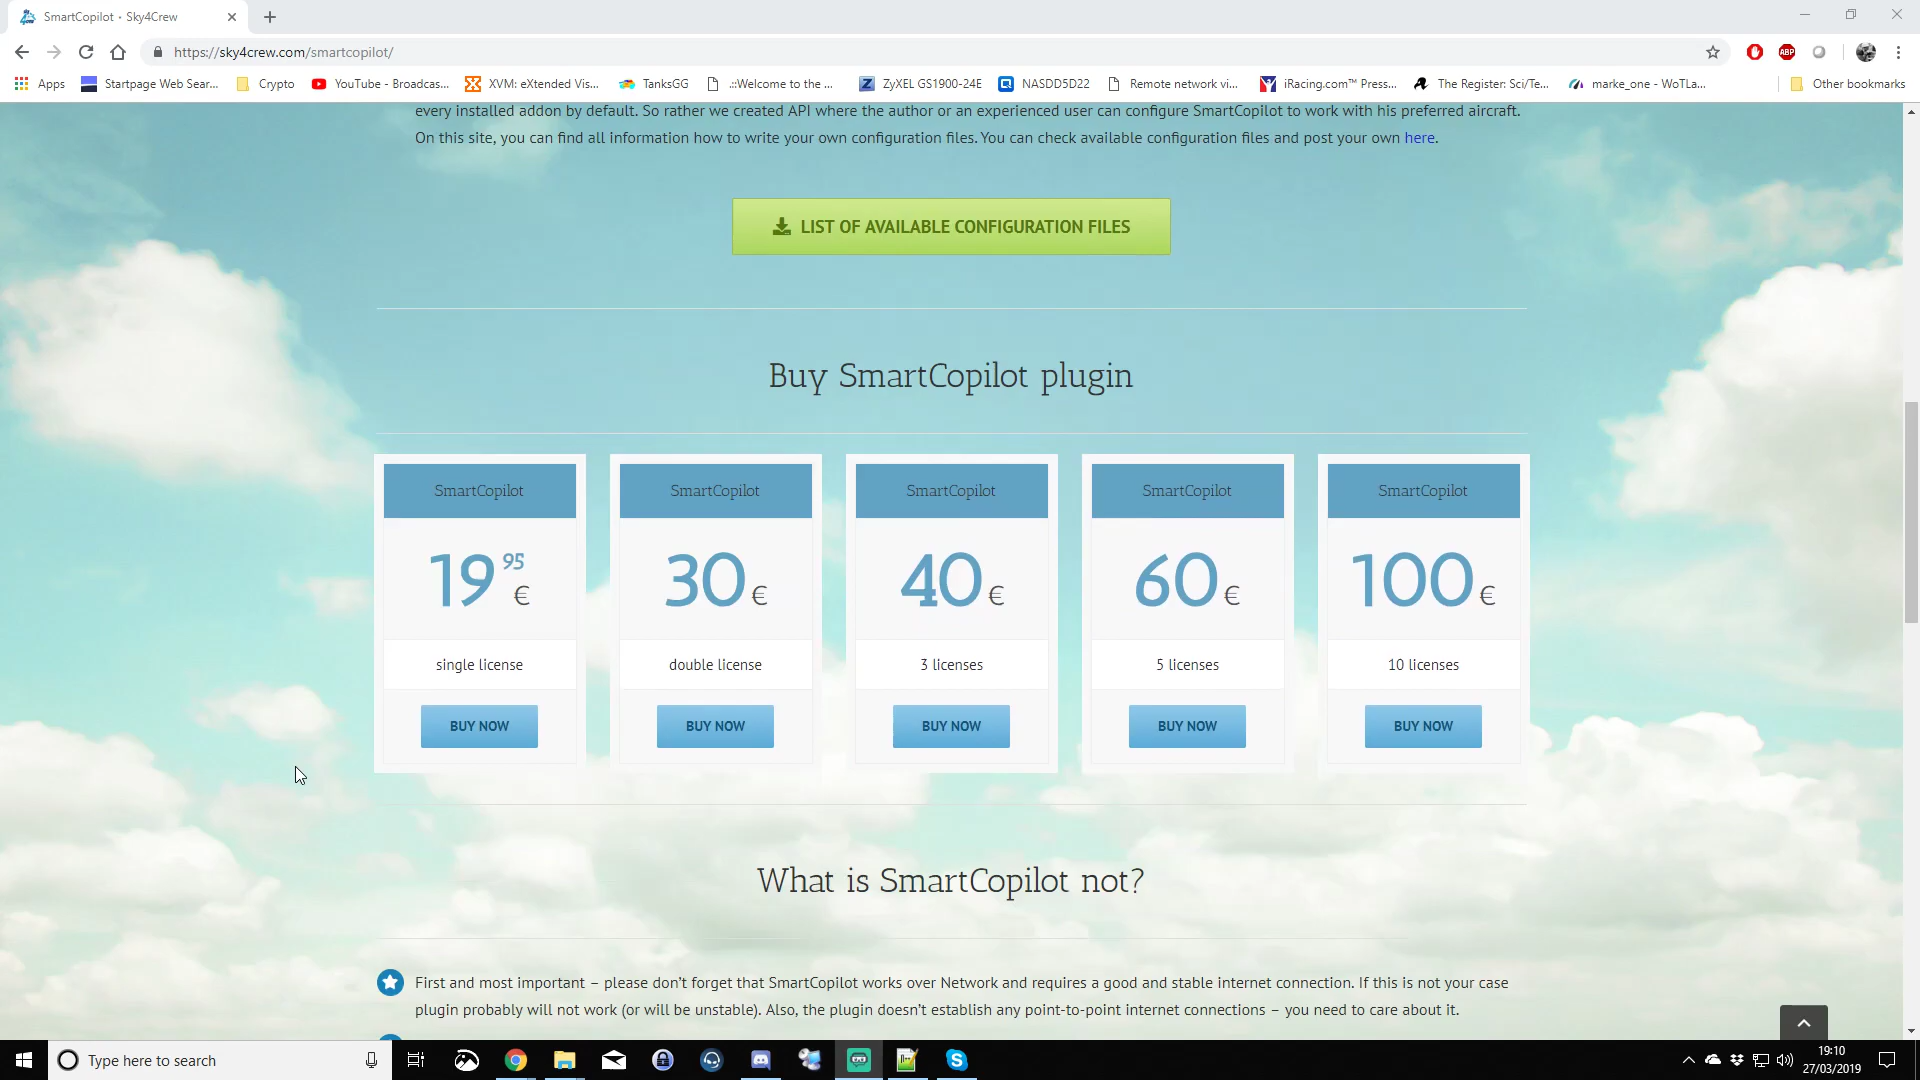 SmartCopilot • Sky4Crew
https://sky4crew.com/smartcopilot/
Apps
Startpage Web Sear...
Crypto
YouTube - Broadcas...
XVM: eXtended Vis...
TanksGG
.::Welcome to the ...
ZyXEL GS1900-24E
NASDD5D22
Remote network vi...
iRacing.com™ Press...
The Register: Sci/Te...
marke_one - WoTLa...
Other bookmarks
ABP
every installed addon by default. So rather we created API where the author or an experienced user can configure SmartCopilot to work with his preferred aircraft.
On this site, you can find all information how to write your own configuration files. You can check available configuration files and post your own here.
LIST OF AVAILABLE CONFIGURATION FILES
Buy SmartCopilot plugin
SmartCopilot
19 95 €
single license
BUY NOW
SmartCopilot
30 €
double license
BUY NOW
SmartCopilot
40 €
3 licenses
BUY NOW
SmartCopilot
60 €
5 licenses
BUY NOW
SmartCopilot
100 €
10 licenses
BUY NOW
What is SmartCopilot not?
First and most important – please don't forget that SmartCopilot works over Network and requires a good and stable internet connection. If this is not your case
plugin probably will not work (or will be unstable). Also, the plugin doesn't establish any point-to-point internet connections – you need to care about it.
Type here to search
19:10
27/03/2019